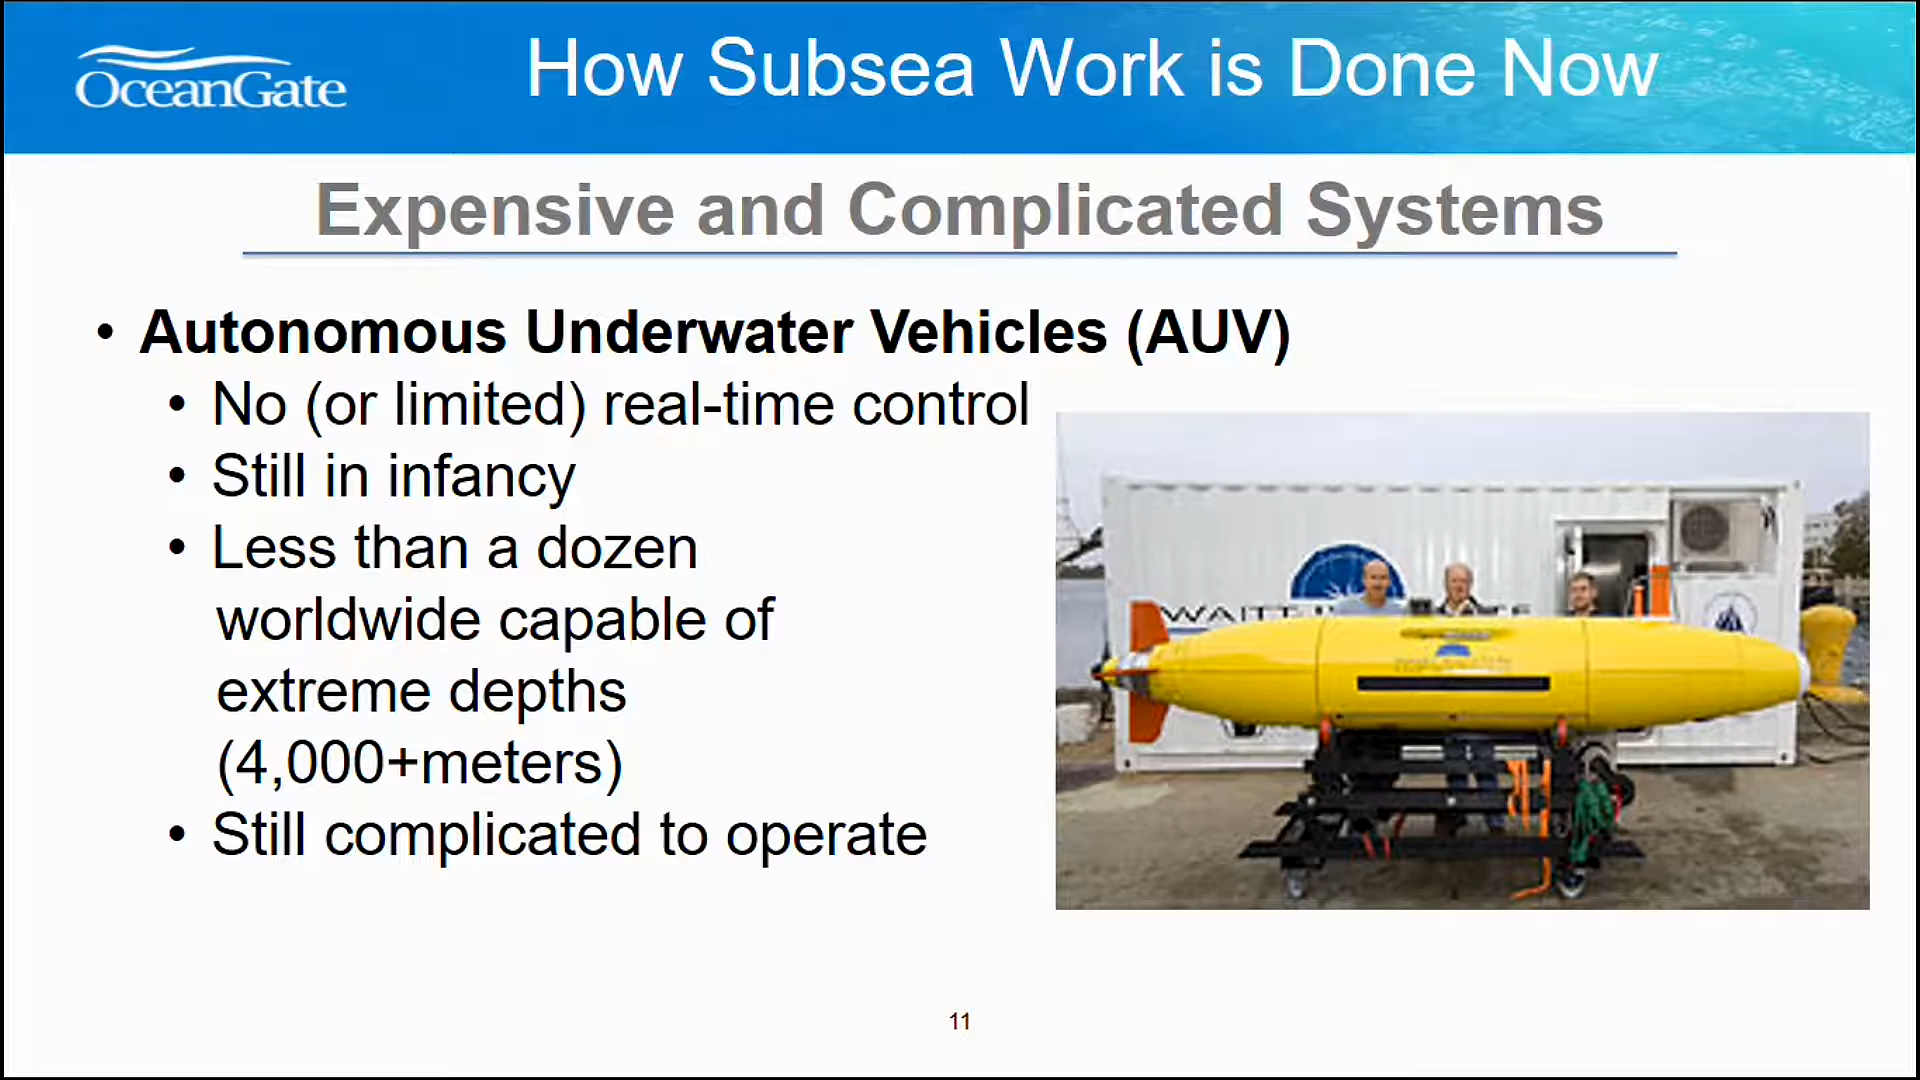 OceanGate
How Subsea Work is Done Now
Expensive and Complicated Systems
• Autonomous Underwater Vehicles (AUV)
• No (or limited) real-time control
• Still in infancy
• Less than a dozen
worldwide capable of
extreme depths
(4,000+meters)
• Still complicated to operate
WAITT
11